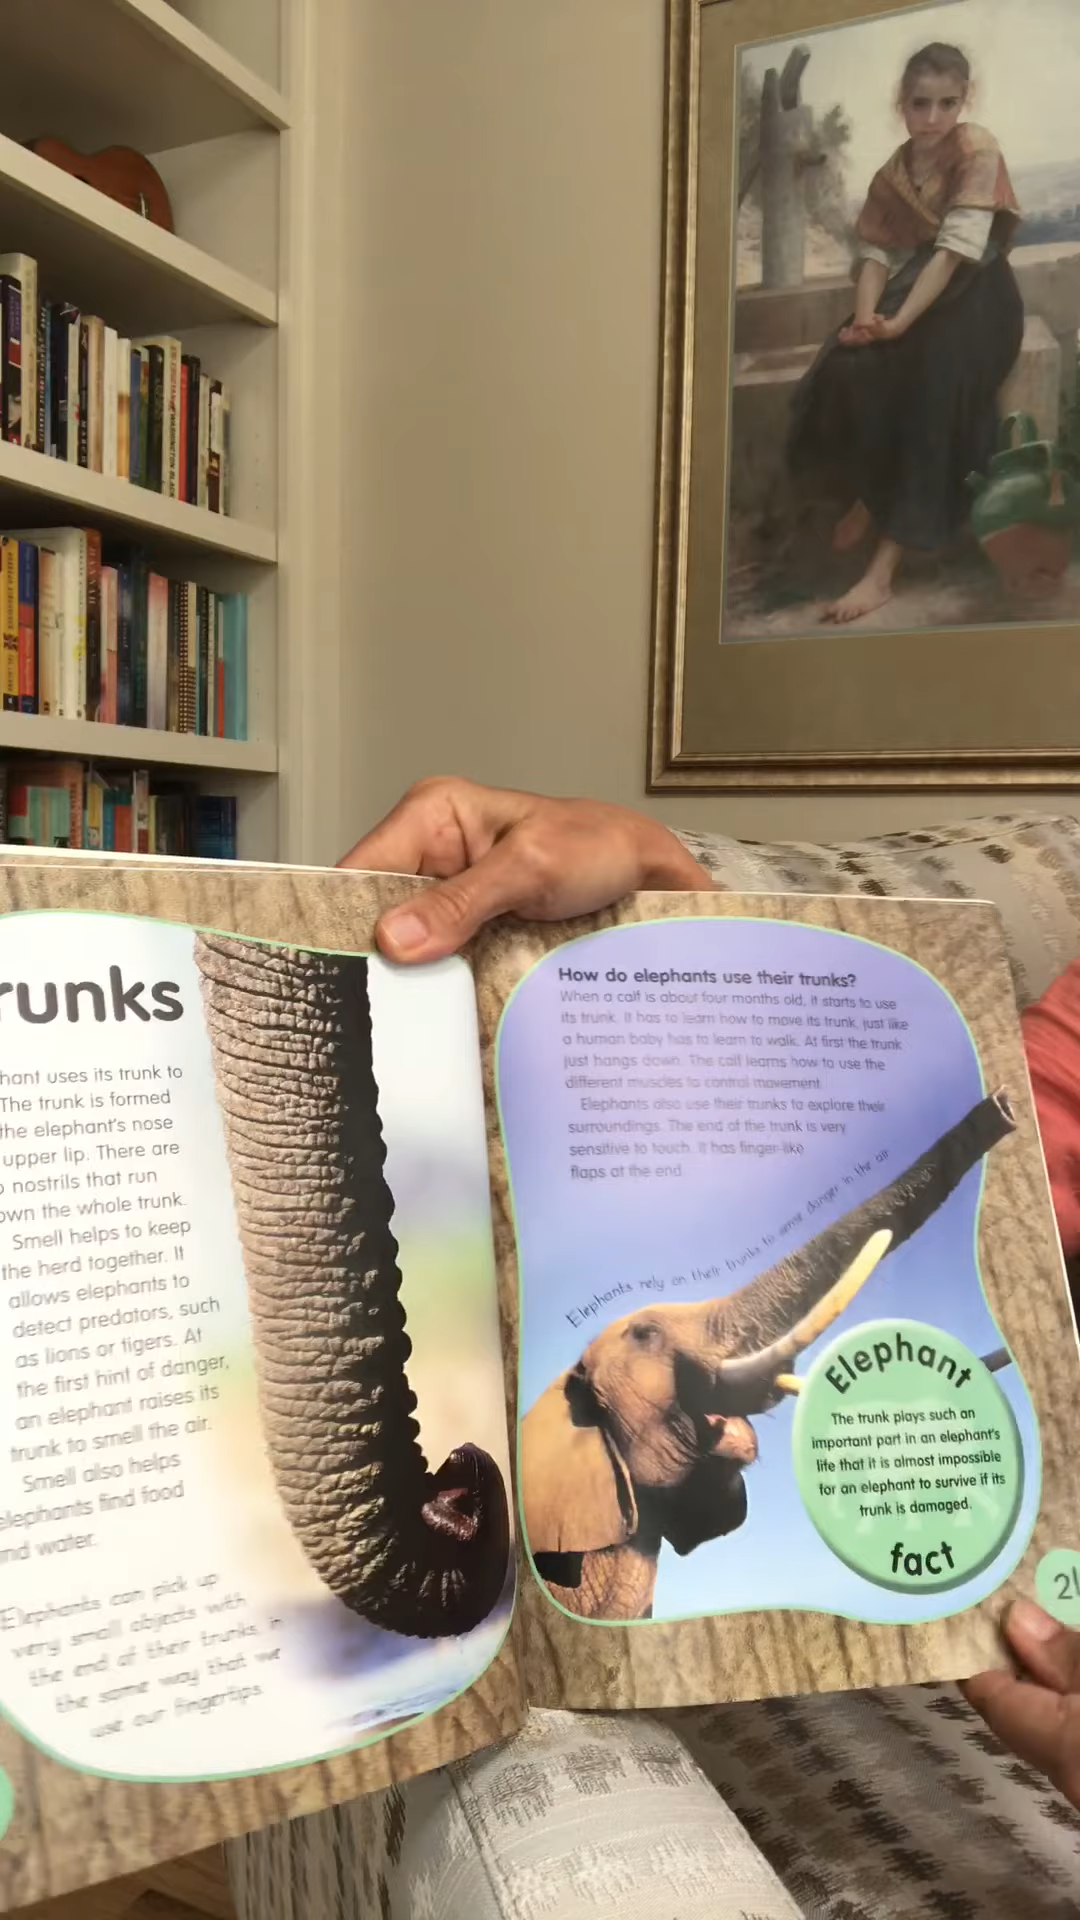 runks
hant uses its trunk to
The trunk is formed
the elephant's nose
upper lip. There are
o nostrils that run
own the whole trunk.
Smell helps to keep
the herd together. It
allows elephants to
detect predators, such
as lions or tigers. At
the first hint of danger,
an elephant raises its
trunk to smell the air.
Smell also helps
elephants find food
nd water.
Elephants can pick up
very small objects with
the end of their trunks in
the same way that we
use our fingertips.
How do elephants use their trunks?
When a calf is about four months old, it starts to use
its trunk. It has to learn how to move its trunk, just like
a human baby has to learn to walk. At first the trunk
just hangs down. The calf learns how to use the
different muscles to control movement.
Elephants also use their trunks to explore their
surroundings. The end of the trunk is very
sensitive to touch. It has finger-like
flaps at the end.
Elephants rely on their trunks to sense danger in the air
Elephant
The trunk plays such an
important part in an elephant's
life that it is almost impossible
for an elephant to survive if its
trunk is damaged.
fact
21
HANNAH
WASHINGTON BLACK